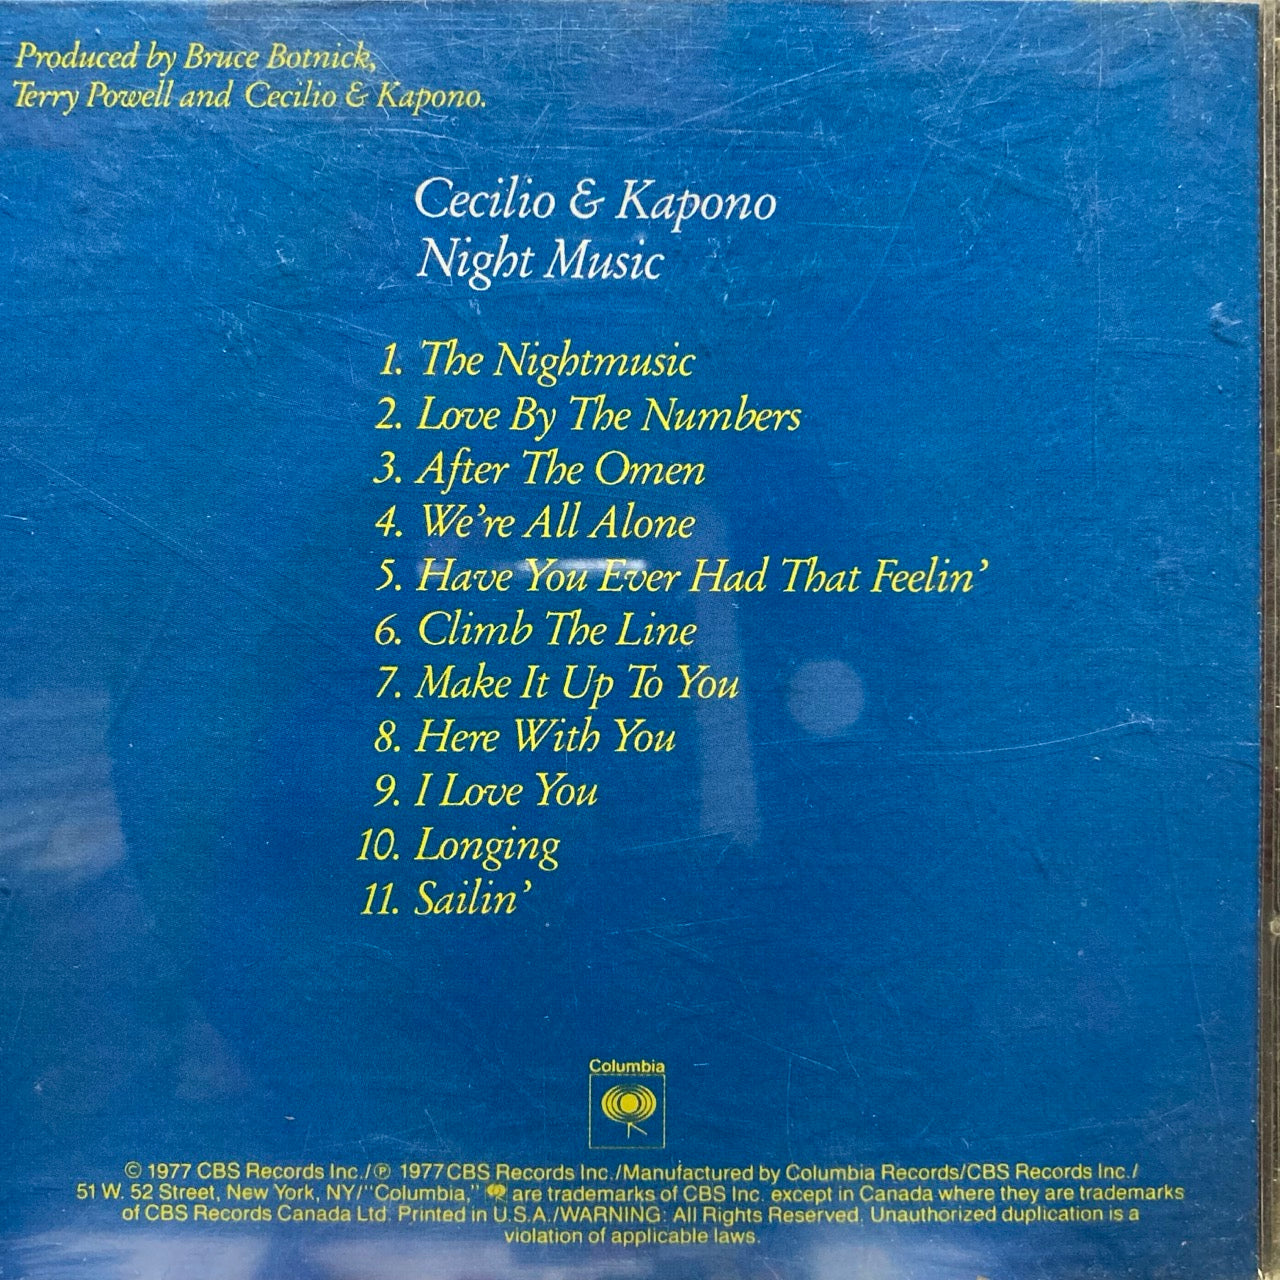 Produced by Bruce Botnick,
Terry Powell and Cecilio & Kapono.
Cecilio & Kapono
Night Music
1. The Nightmusic
2. Love By The Numbers
3. After The Omen
4. We're All Alone
5. Have You Ever Had That Feelin'
6. Climb The Line
7. Make It Up To You
8. Here With You
9. I Love You
10. Longing
11. Sailin'
Columbia
© 1977 CBS Records Inc./℗ 1977 CBS Records Inc./Manufactured by Columbia Records/CBS Records Inc./
51 W. 52 Street, New York, NY/"Columbia," are trademarks of CBS Inc. except in Canada where they are trademarks
of CBS Records Canada Ltd. Printed in U.S.A./WARNING: All Rights Reserved. Unauthorized duplication is a
violation of applicable laws.